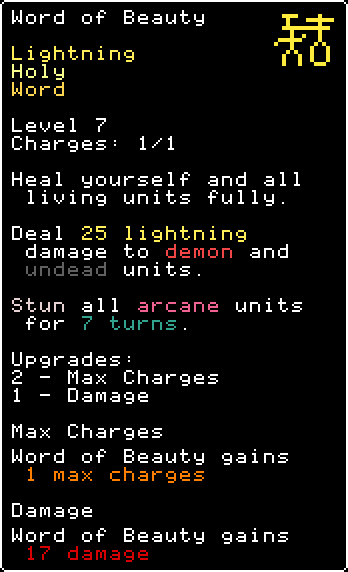 Word of Beauty
Lightning
Holy
Word
Level 7
Charges: 1/1
Heal yourself and all
living units fully.
Deal 25 lightning
damage to demon and
undead units.
Stun all arcane units
for 7 turns.
Upgrades:
2 - Max Charges
1 - Damage
Max Charges
Word of Beauty gains
1 max charges
Damage
Word of Beauty gains
17 damage